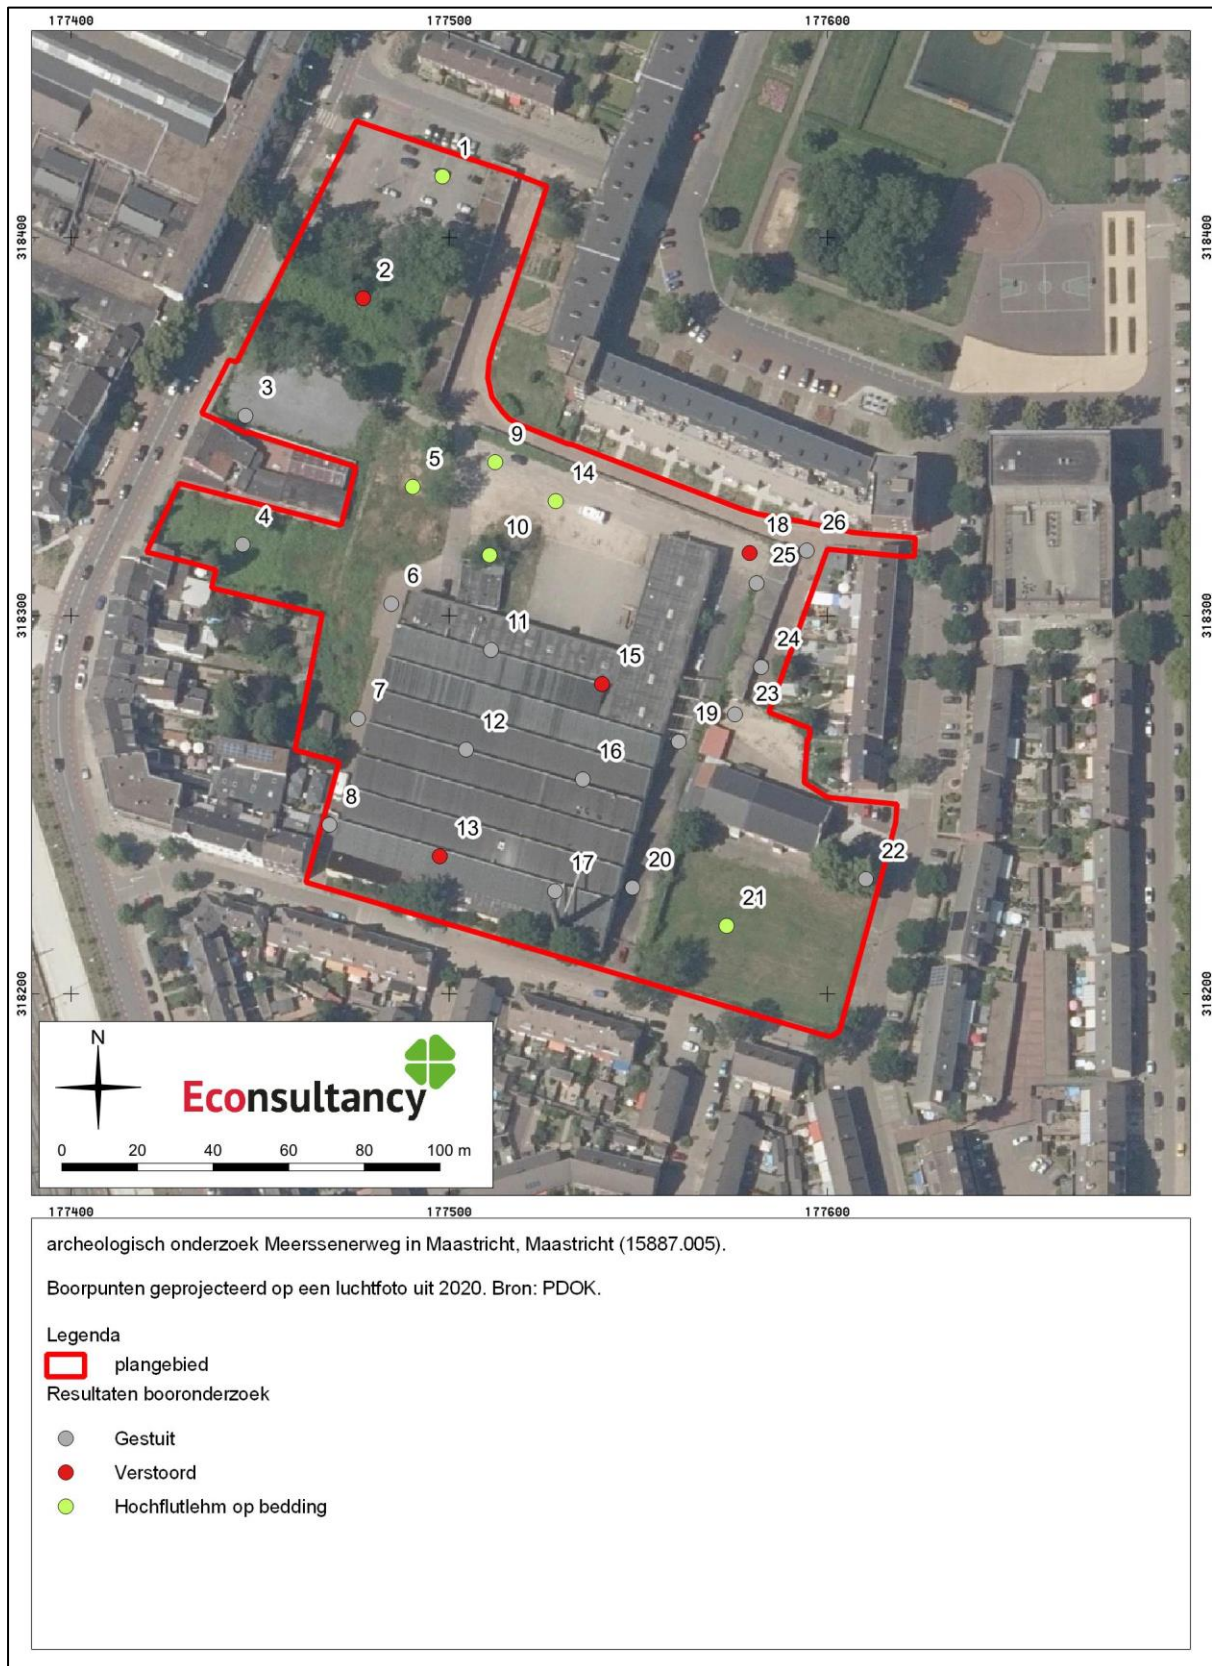 177400 177500 177600
1
318400 318400
2
3
9
5
14
4
10
18 26
25
6
318300 318300
11
24
15
7
23
12
19
16
8
13
22
17 20
21
318200 318200
N
Econsultancy
0 20 40 60 80 100 m
177400 177500 177600
archeologisch onderzoek Meerssenerweg in Maastricht, Maastricht (15887.005).
Boorpunten geprojecteerd op een luchtfoto uit 2020. Bron: PDOK.
Legenda
plangebied
Resultaten booronderzoek
Gestuit
Verstoord
Hochflutlehm op bedding